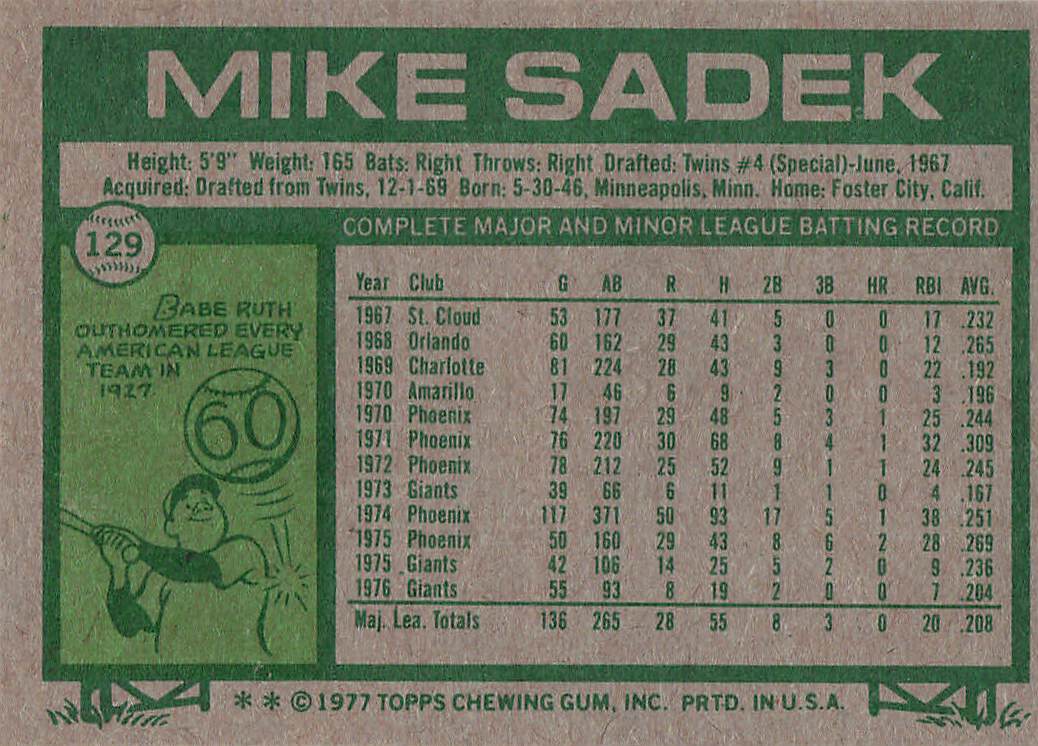 MIKE SADEK
Height: 5'9" Weight: 165 Bats: Right Throws: Right Drafted: Twins #4 (Special)-June, 1967
Acquired: Drafted from Twins, 12-1-69 Born: 5-30-46, Minneapolis, Minn. Home: Foster City, Calif.
129
BABE RUTH
OUTHOMERED EVERY
AMERICAN LEAGUE
TEAM IN
1927
60
COMPLETE MAJOR AND MINOR LEAGUE BATTING RECORD
Year Club G AB R H 2B 3B HR RBI AVG.
1967 St. Cloud 53 177 37 41 5 0 0 17 .232
1968 Orlando 60 162 29 43 3 0 0 12 .265
1969 Charlotte 81 224 28 43 9 3 0 22 .192
1970 Amarillo 17 46 6 9 2 0 0 3 .196
1970 Phoenix 74 197 29 48 5 3 1 25 .244
1971 Phoenix 76 220 30 68 8 4 1 32 .309
1972 Phoenix 78 212 25 52 9 1 1 24 .245
1973 Giants 39 66 6 11 1 1 0 4 .167
1974 Phoenix 117 371 50 93 17 5 1 38 .251
1975 Phoenix 50 160 29 43 8 6 2 28 .269
1975 Giants 42 106 14 25 5 2 0 9 .236
1976 Giants 55 93 8 19 2 0 0 7 .204
Maj. Lea. Totals 136 265 28 55 8 3 0 20 .208
* * © 1977 TOPPS CHEWING GUM, INC. PRTD. IN U.S.A.